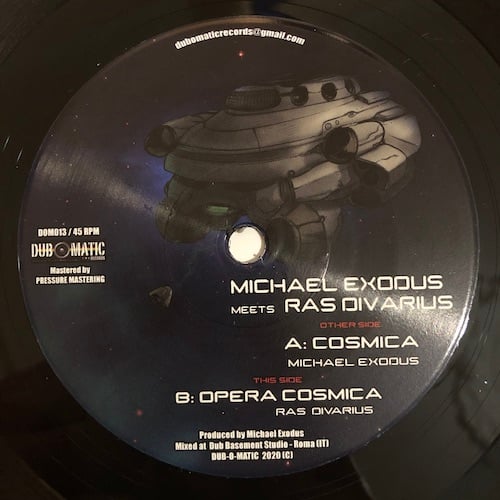 dubomaticrecords@gmail.com
DOM013 / 45 RPM
DUB O MATIC
RECORDS
Mastered by
PRESSURE MASTERING
MICHAEL EXODUS
MEETS RAS DIVARIUS
OTHER SIDE
A: COSMICA
MICHAEL EXODUS
THIS SIDE
B: OPERA COSMICA
RAS DIVARIUS
Produced by Michael Exodus
Mixed at Dub Basement Studio - Roma (IT)
DUB-O-MATIC 2020 (C)